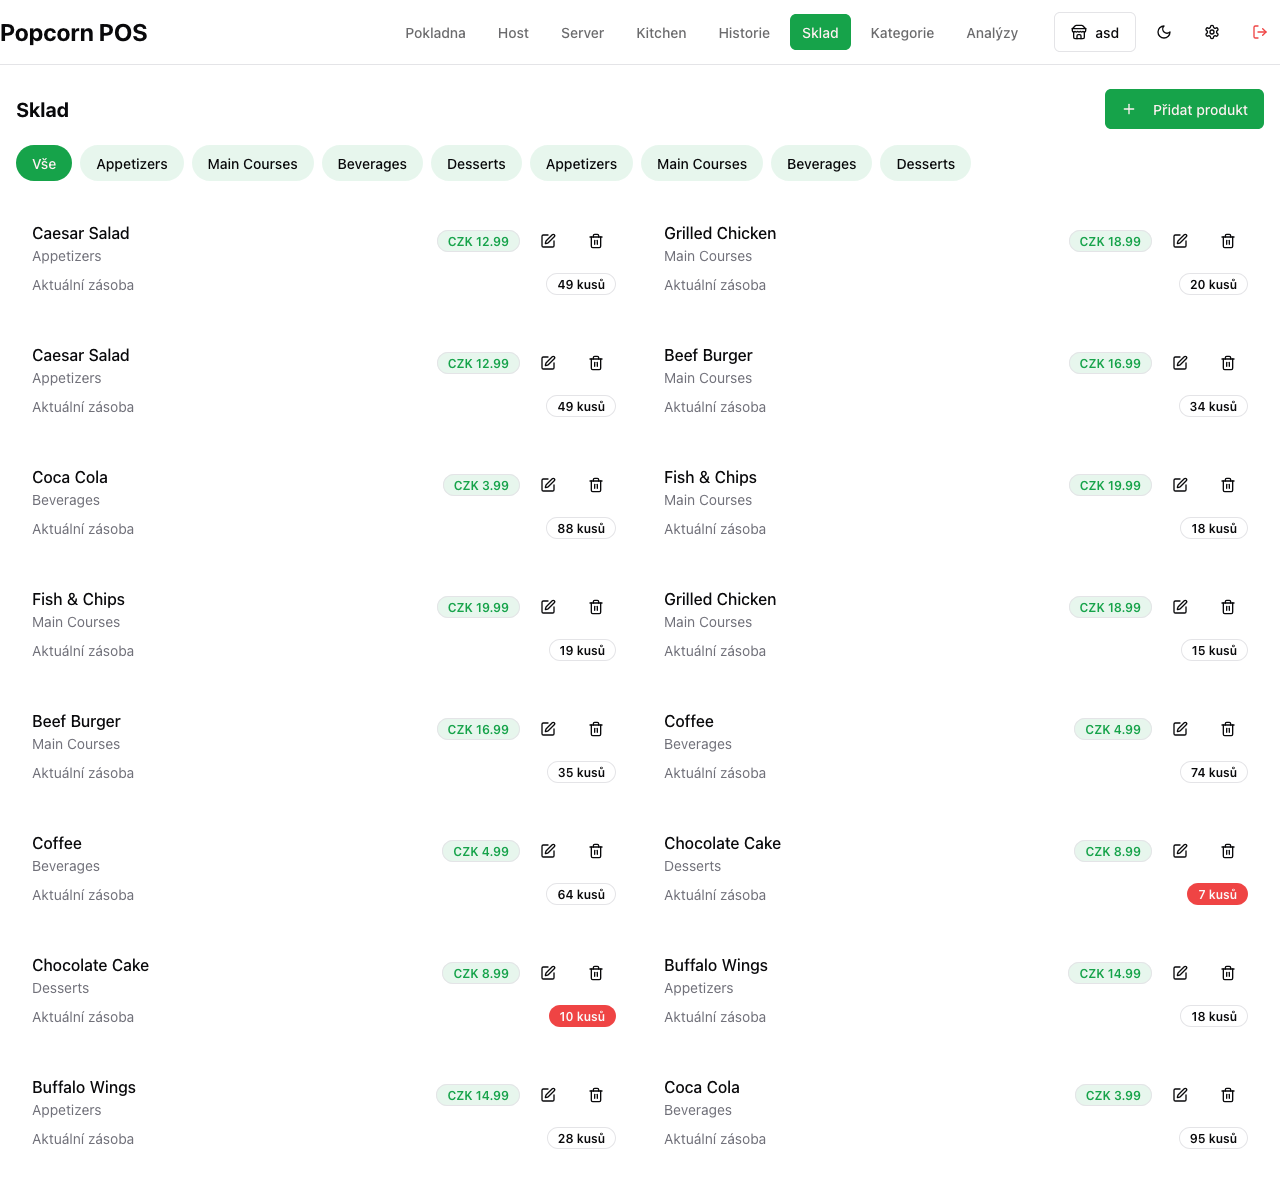 Popcorn POS
Pokladna Host Server Kitchen Historie Sklad Kategorie Analýzy asd
Sklad
Přidat produkt
Vše Appetizers Main Courses Beverages Desserts Appetizers Main Courses Beverages Desserts
Caesar Salad CZK 12.99
Appetizers
Aktuální zásoba 49 kusů
Grilled Chicken CZK 18.99
Main Courses
Aktuální zásoba 20 kusů
Caesar Salad CZK 12.99
Appetizers
Aktuální zásoba 49 kusů
Beef Burger CZK 16.99
Main Courses
Aktuální zásoba 34 kusů
Coca Cola CZK 3.99
Beverages
Aktuální zásoba 88 kusů
Fish & Chips CZK 19.99
Main Courses
Aktuální zásoba 18 kusů
Fish & Chips CZK 19.99
Main Courses
Aktuální zásoba 19 kusů
Grilled Chicken CZK 18.99
Main Courses
Aktuální zásoba 15 kusů
Beef Burger CZK 16.99
Main Courses
Aktuální zásoba 35 kusů
Coffee CZK 4.99
Beverages
Aktuální zásoba 74 kusů
Coffee CZK 4.99
Beverages
Aktuální zásoba 64 kusů
Chocolate Cake CZK 8.99
Desserts
Aktuální zásoba 7 kusů
Chocolate Cake CZK 8.99
Desserts
Aktuální zásoba 10 kusů
Buffalo Wings CZK 14.99
Appetizers
Aktuální zásoba 18 kusů
Buffalo Wings CZK 14.99
Appetizers
Aktuální zásoba 28 kusů
Coca Cola CZK 3.99
Beverages
Aktuální zásoba 95 kusů